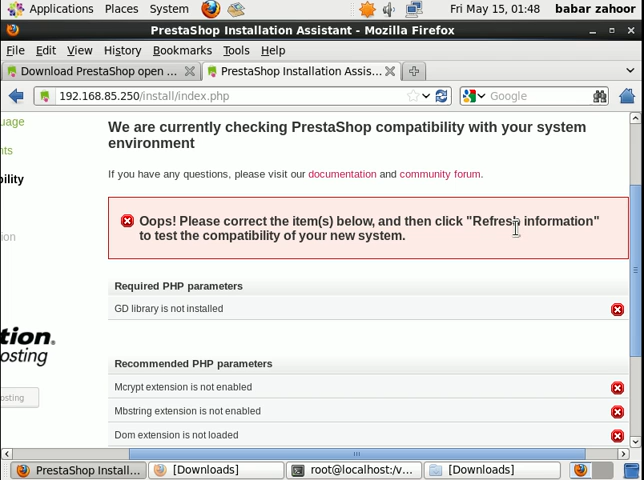 Applications Places System Fri May 15, 01:48 babar zahoor
PrestaShop Installation Assistant - Mozilla Firefox
File Edit View History Bookmarks Tools Help
Download PrestaShop open ... PrestaShop Installation Assis...
192.168.85.250/install/index.php Google
uage
nts
bility
ion
tion.
osting
osting
We are currently checking PrestaShop compatibility with your system
environment
If you have any questions, please visit our documentation and community forum.
Oops! Please correct the item(s) below, and then click "Refresh information"
to test the compatibility of your new system.
Required PHP parameters
GD library is not installed
Recommended PHP parameters
Mcrypt extension is not enabled
Mbstring extension is not enabled
Dom extension is not loaded
PrestaShop Install... [Downloads] root@localhost:/v... [Downloads]